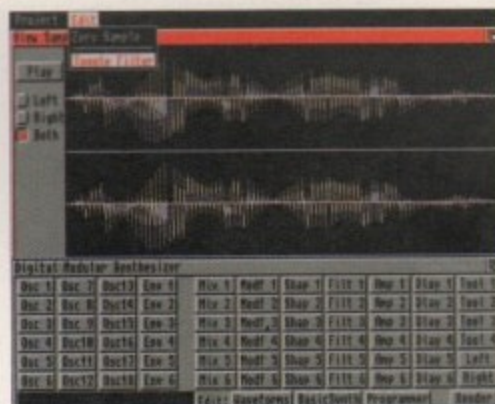 Project Edit
View Sam Copy Sample
Toggle Filter
Play
Left
Right
Both
Digital Modular Synthesizer
Osc 1 Osc 7 Osc13 Env 1 Mix 1 Modf 1 Shap 1 Filt 1 Amp 1 Dlay 1 Tool 1
Osc 2 Osc 8 Osc14 Env 2 Mix 2 Modf 2 Shap 2 Filt 2 Amp 2 Dlay 2 Tool 2
Osc 3 Osc 9 Osc15 Env 3 Mix 3 Modf 3 Shap 3 Filt 3 Amp 3 Dlay 3 Tool 3
Osc 4 Osc10 Osc16 Env 4 Mix 4 Modf 4 Shap 4 Filt 4 Amp 4 Dlay 4 Tool 4
Osc 5 Osc11 Osc17 Env 5 Mix 5 Modf 5 Shap 5 Filt 5 Amp 5 Dlay 5 Left
Osc 6 Osc12 Osc18 Env 6 Mix 6 Modf 6 Shap 6 Filt 6 Amp 6 Dlay 6 Right
Edit: Waveforms BasicSynth Programmer Render